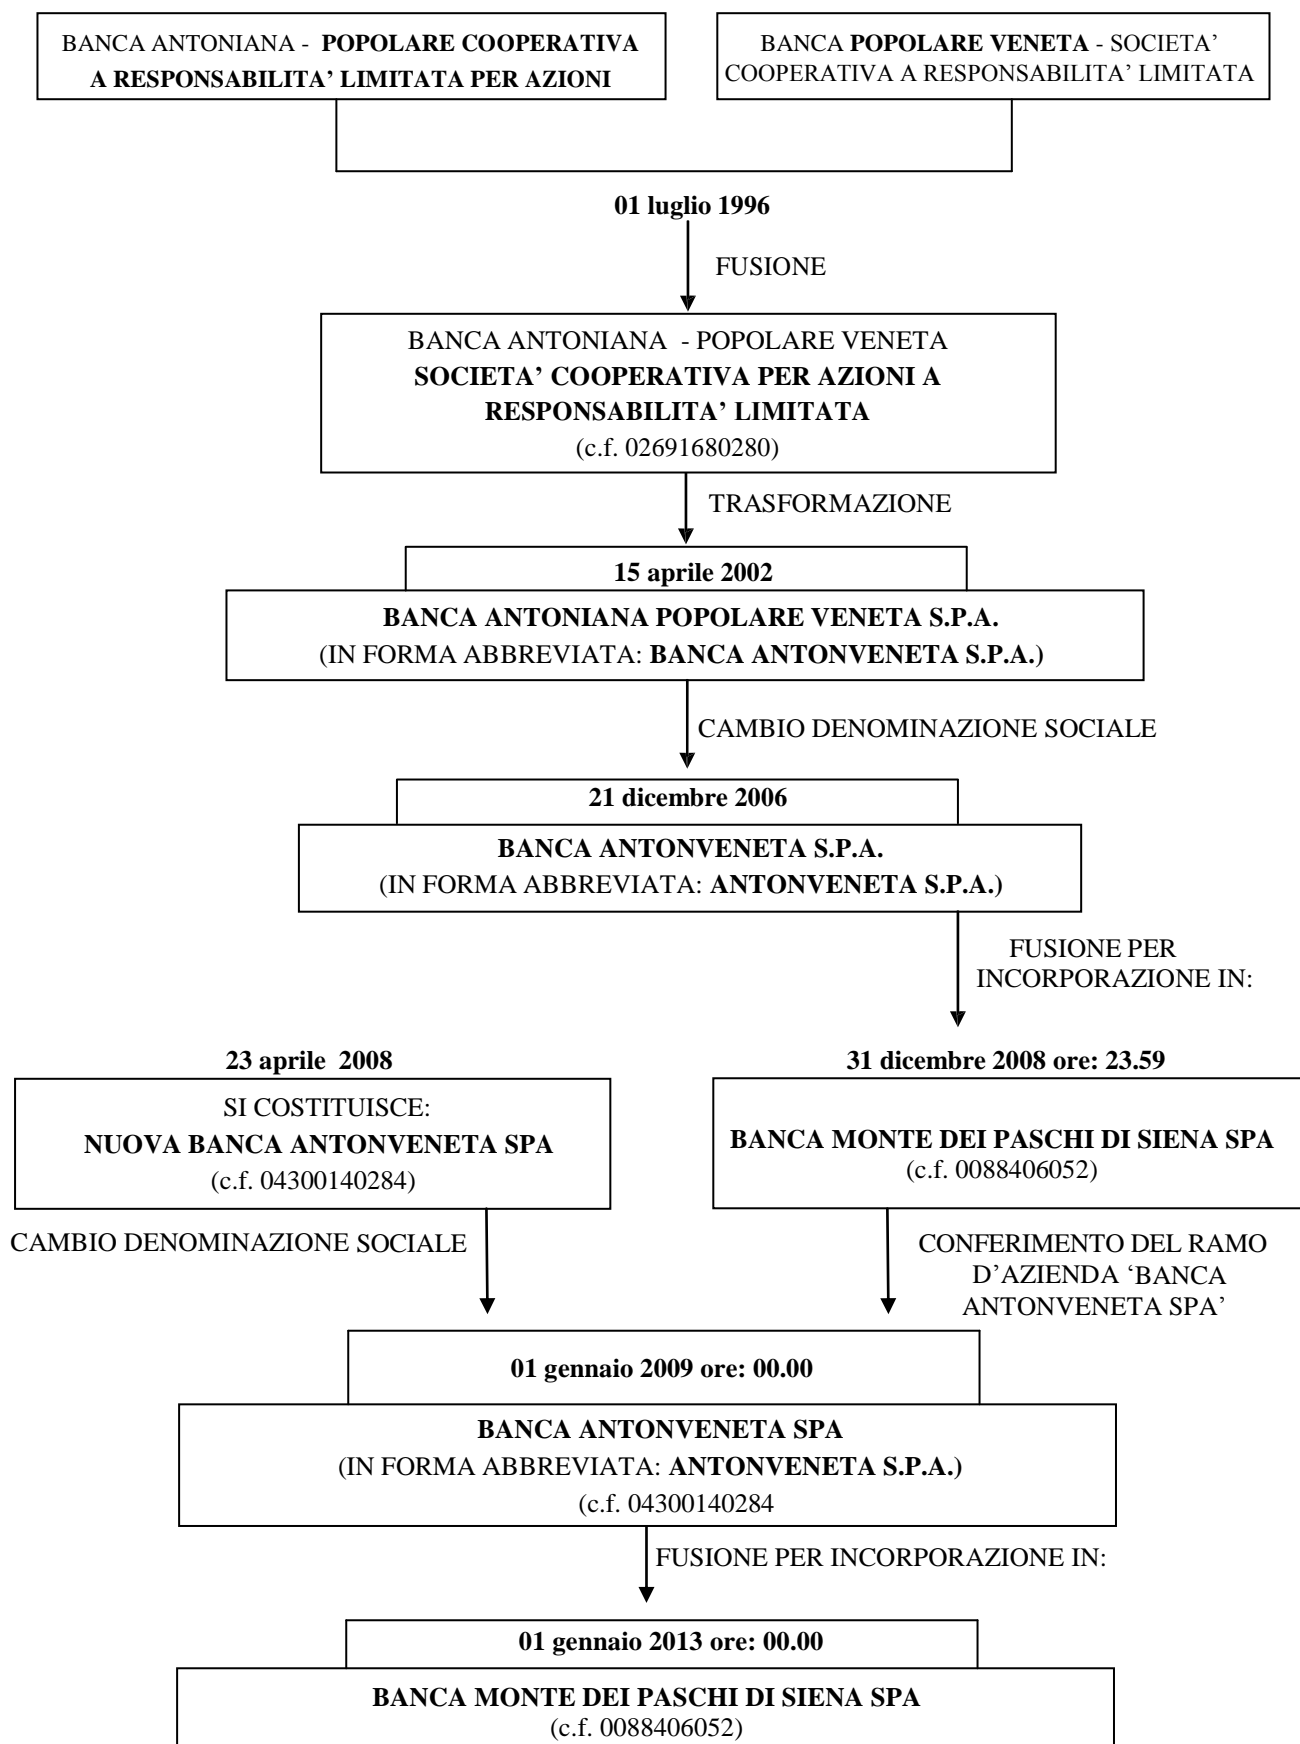 BANCA ANTONIANA - POPOLARE COOPERATIVA
A RESPONSABILITA’ LIMITATA PER AZIONI
BANCA POPOLARE VENETA - SOCIETA’
COOPERATIVA A RESPONSABILITA’ LIMITATA
01 luglio 1996
FUSIONE
BANCA ANTONIANA - POPOLARE VENETA
SOCIETA’ COOPERATIVA PER AZIONI A
RESPONSABILITA’ LIMITATA
(c.f. 02691680280)
TRASFORMAZIONE
15 aprile 2002
BANCA ANTONIANA POPOLARE VENETA S.P.A.
(IN FORMA ABBREVIATA: BANCA ANTONVENETA S.P.A.)
CAMBIO DENOMINAZIONE SOCIALE
21 dicembre 2006
BANCA ANTONVENETA S.P.A.
(IN FORMA ABBREVIATA: ANTONVENETA S.P.A.)
FUSIONE PER
INCORPORAZIONE IN:
23 aprile 2008
SI COSTITUISCE:
NUOVA BANCA ANTONVENETA SPA
(c.f. 04300140284)
31 dicembre 2008 ore: 23.59
BANCA MONTE DEI PASCHI DI SIENA SPA
(c.f. 0088406052)
CAMBIO DENOMINAZIONE SOCIALE
CONFERIMENTO DEL RAMO
D’AZIENDA ‘BANCA
ANTONVENETA SPA’
01 gennaio 2009 ore: 00.00
BANCA ANTONVENETA SPA
(IN FORMA ABBREVIATA: ANTONVENETA S.P.A.)
(c.f. 04300140284
FUSIONE PER INCORPORAZIONE IN:
01 gennaio 2013 ore: 00.00
BANCA MONTE DEI PASCHI DI SIENA SPA
(c.f. 0088406052)